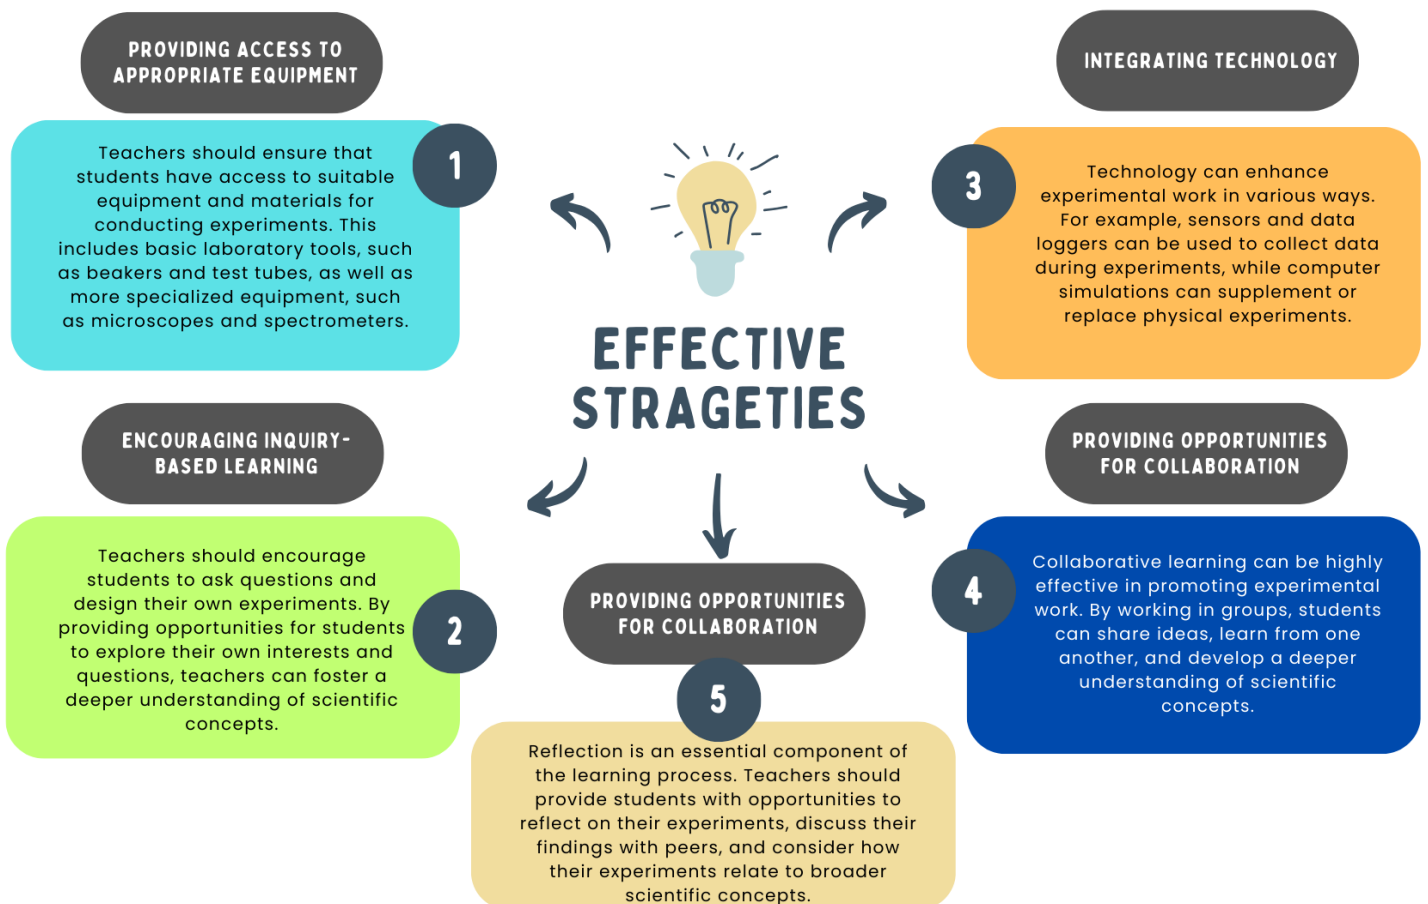 PROVIDING ACCESS TO
APPROPRIATE EQUIPMENT
1
Teachers should ensure that
students have access to suitable
equipment and materials for
conducting experiments. This
includes basic laboratory tools, such
as beakers and test tubes, as well as
more specialized equipment, such
as microscopes and spectrometers.
ENCOURAGING INQUIRY-
BASED LEARNING
2
Teachers should encourage
students to ask questions and
design their own experiments. By
providing opportunities for students
to explore their own interests and
questions, teachers can foster a
deeper understanding of scientific
concepts.
EFFECTIVE
STRAGETIES
INTEGRATING TECHNOLOGY
3
Technology can enhance
experimental work in various ways.
For example, sensors and data
loggers can be used to collect data
during experiments, while computer
simulations can supplement or
replace physical experiments.
PROVIDING OPPORTUNITIES
FOR COLLABORATION
4
Collaborative learning can be highly
effective in promoting experimental
work. By working in groups, students
can share ideas, learn from one
another, and develop a deeper
understanding of scientific
concepts.
PROVIDING OPPORTUNITIES
FOR COLLABORATION
5
Reflection is an essential component of
the learning process. Teachers should
provide students with opportunities to
reflect on their experiments, discuss their
findings with peers, and consider how
their experiments relate to broader
scientific concepts.